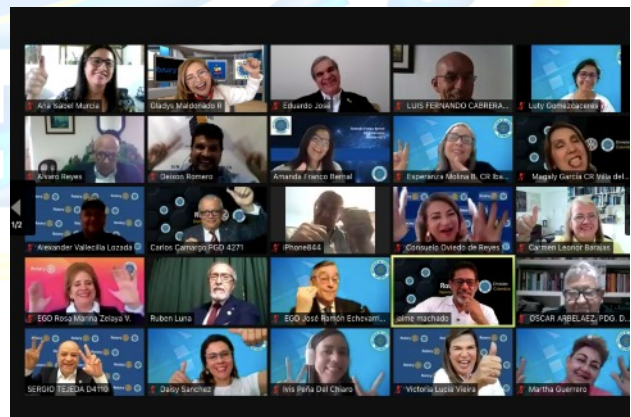 Ana Isabel Murcia
Gladys Maldonado R
Eduardo José
LUIS FERNANDO CABRERA...
Luty Gomezcaceres
Alvaro Reyes
Deixon Romero
Amanda Franco Bernal
Esperanza Molina B. CR Iba...
Magaly García CR Villa del...
1/2
Alexander Vallecilla Lozada
Carlos Camargo PGD 4271
iPhone844
Consuelo Oviedo de Reyes
Carmen Leonor Barajas
EGD Rosa Marina Zelaya V.
Ruben Luna
EGD José Ramón Echevarri...
jaime machado
OSCAR ARBELAEZ, PDG. D...
SERGIO TEJEDA D4110
Daisy Sanchez
Ivis Peña Del Chiaro
Victoria Lucia Vieira
Martha Guerrero